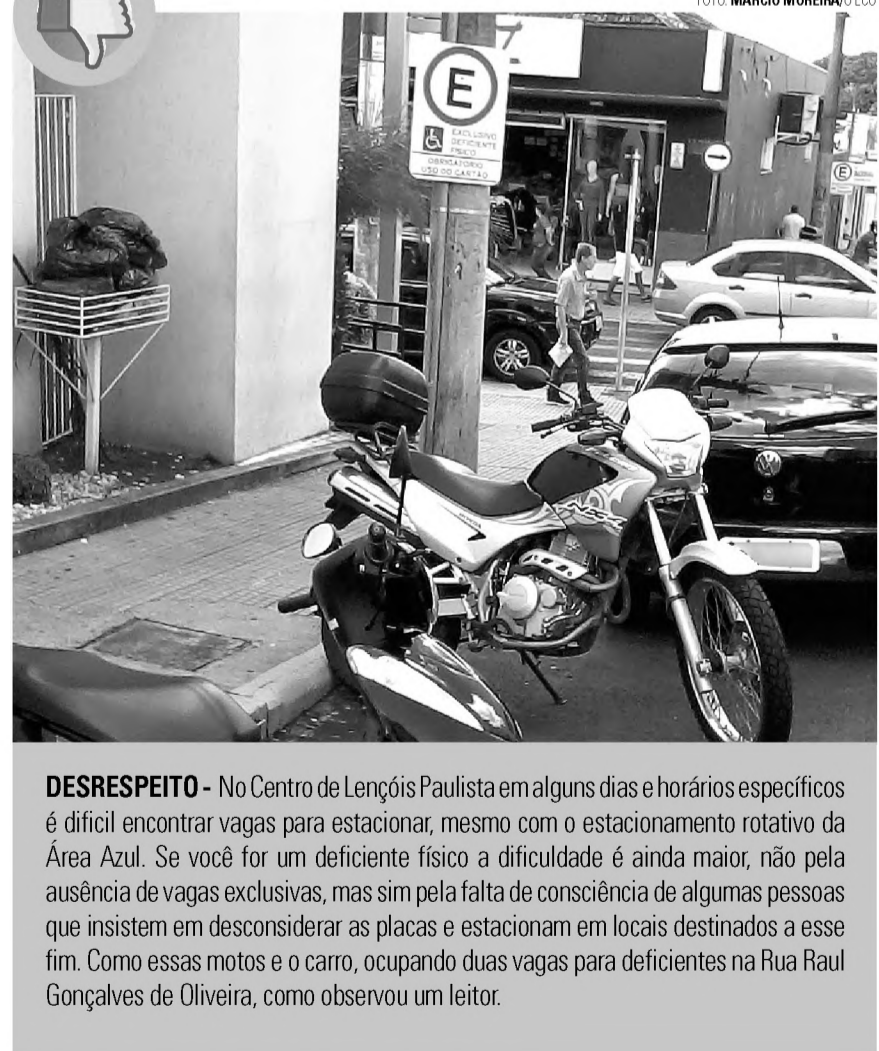 FOTO: MARCIO MOREIRA/O ECO
E
EXCLUSIVO
DEFICIENTE
FÍSICO
OBRIGATÓRIO
USO DO CARTÃO
E
HONDA
NX4
DESRESPEITO - No Centro de Lençóis Paulista em alguns dias e horários específicos
é dificil encontrar vagas para estacionar, mesmo com o estacionamento rotativo da
Área Azul. Se você for um deficiente físico a dificuldade é ainda maior, não pela
ausência de vagas exclusivas, mas sim pela falta de consciência de algumas pessoas
que insistem em desconsiderar as placas e estacionam em locais destinados a esse
fim. Como essas motos e o carro, ocupando duas vagas para deficientes na Rua Raul
Gonçalves de Oliveira, como observou um leitor.